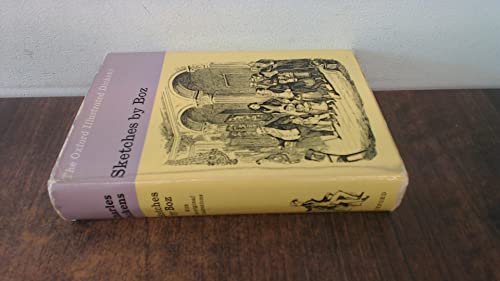 The Oxford Illustrated Dickens
Sketches by Boz
Charles
Dickens
Sketches
by Boz
OXFORD